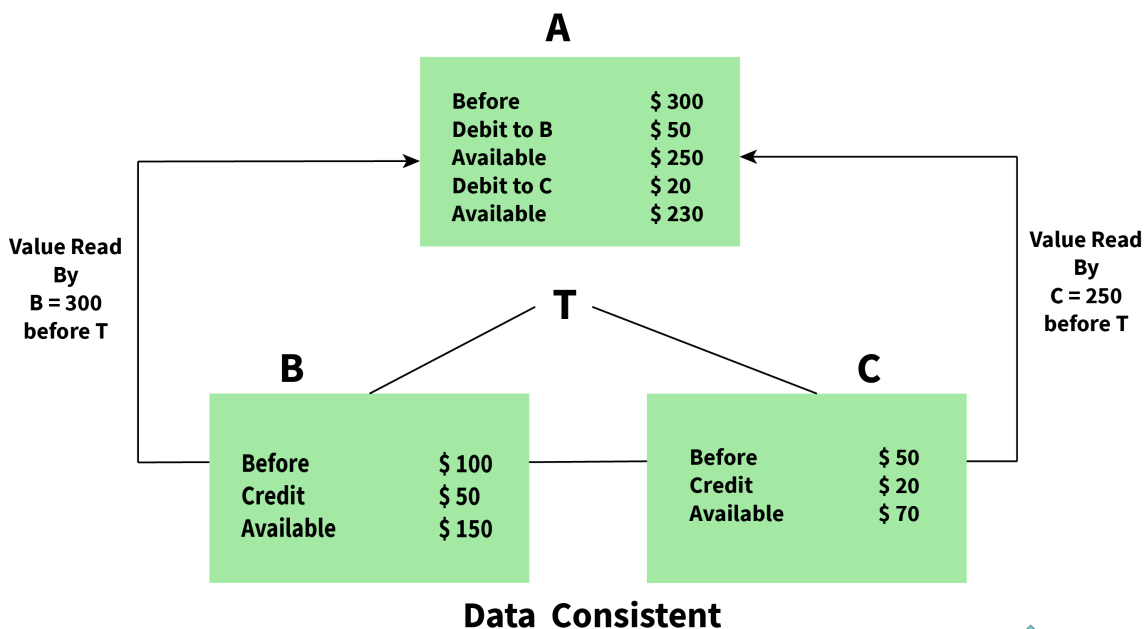 A
Before $ 300
Debit to B $ 50
Available $ 250
Debit to C $ 20
Available $ 230
Value Read
By
B = 300
before T
Value Read
By
C = 250
before T
T
B
C
Before $ 100
Credit $ 50
Available $ 150
Before $ 50
Credit $ 20
Available $ 70
Data Consistent